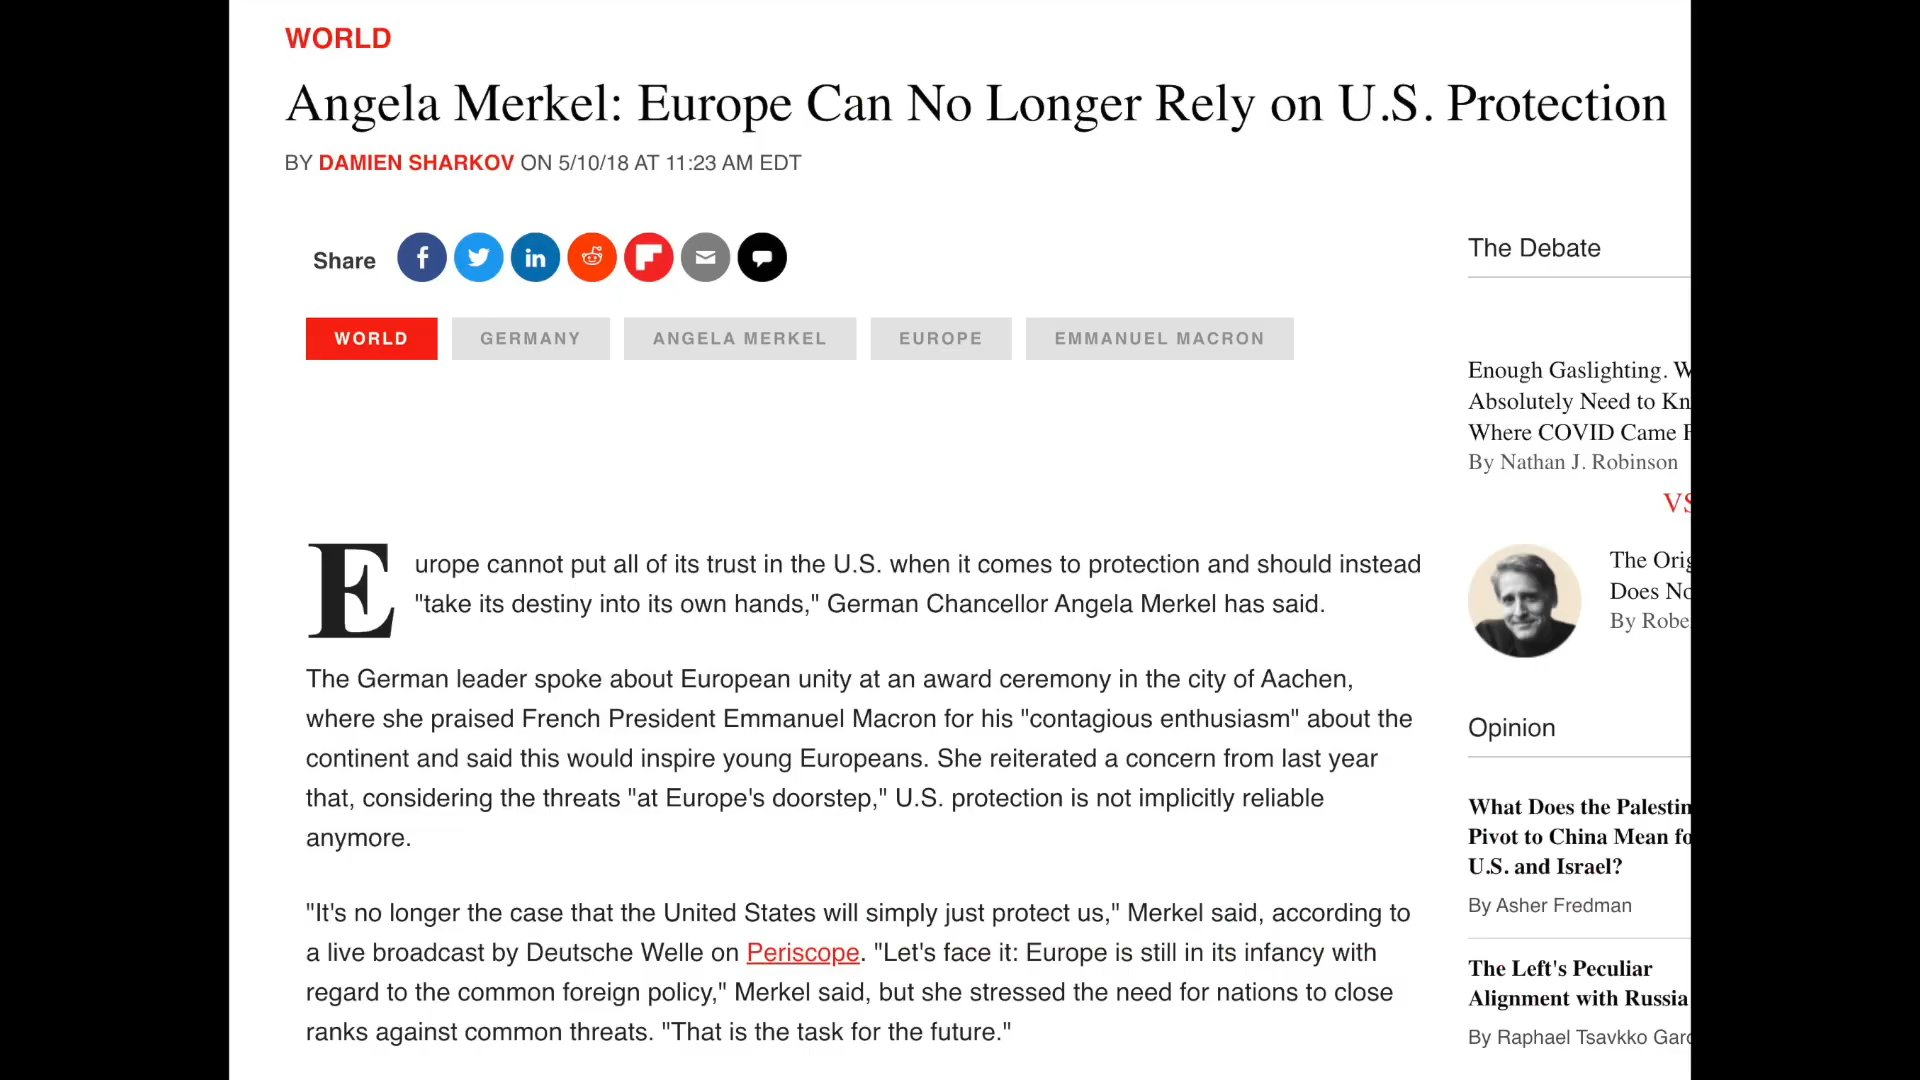 WORLD
Angela Merkel: Europe Can No Longer Rely on U.S. Protection
BY DAMIEN SHARKOV ON 5/10/18 AT 11:23 AM EDT
Share
WORLD
GERMANY
ANGELA MERKEL
EUROPE
EMMANUEL MACRON
Europe cannot put all of its trust in the U.S. when it comes to protection and should instead
"take its destiny into its own hands," German Chancellor Angela Merkel has said.
The German leader spoke about European unity at an award ceremony in the city of Aachen,
where she praised French President Emmanuel Macron for his "contagious enthusiasm" about the
continent and said this would inspire young Europeans. She reiterated a concern from last year
that, considering the threats "at Europe's doorstep," U.S. protection is not implicitly reliable
anymore.
"It's no longer the case that the United States will simply just protect us," Merkel said, according to
a live broadcast by Deutsche Welle on Periscope. "Let's face it: Europe is still in its infancy with
regard to the common foreign policy," Merkel said, but she stressed the need for nations to close
ranks against common threats. "That is the task for the future."
The Debate
Enough Gaslighting.
Absolutely Need to
Where COVID Came
By Nathan J. Robinson
VS
The
Does
By
Opinion
What Does the
Pivot to China Mean
U.S. and Israel?
By Asher Fredman
The Left's Peculiar
Alignment with Russia
By Raphael Tsavkko